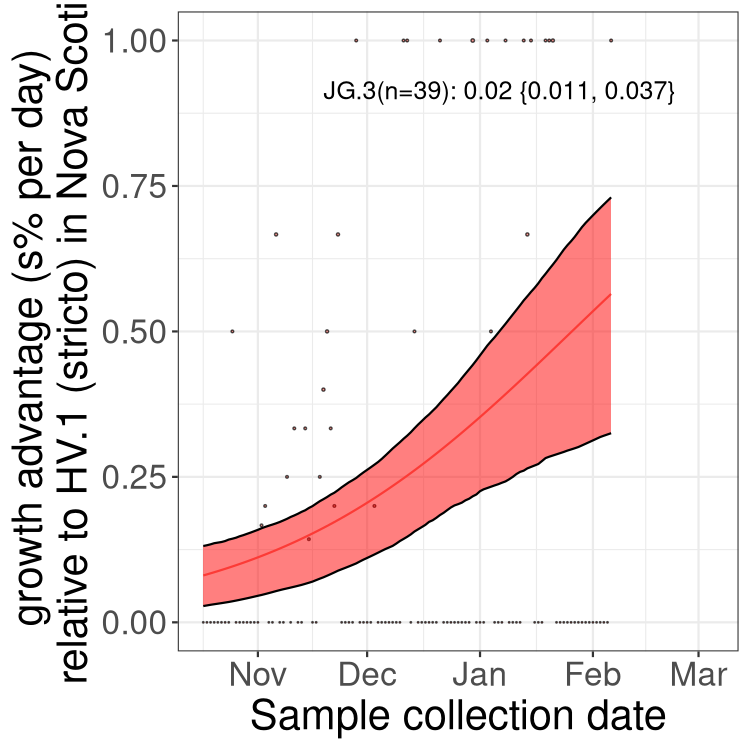 growth advantage (s% per day)
relative to HV.1 (stricto) in Nova Scoti
1.00
0.75
0.50
0.25
0.00
JG.3(n=39): 0.02 {0.011, 0.037}
Nov Dec Jan Feb Mar
Sample collection date